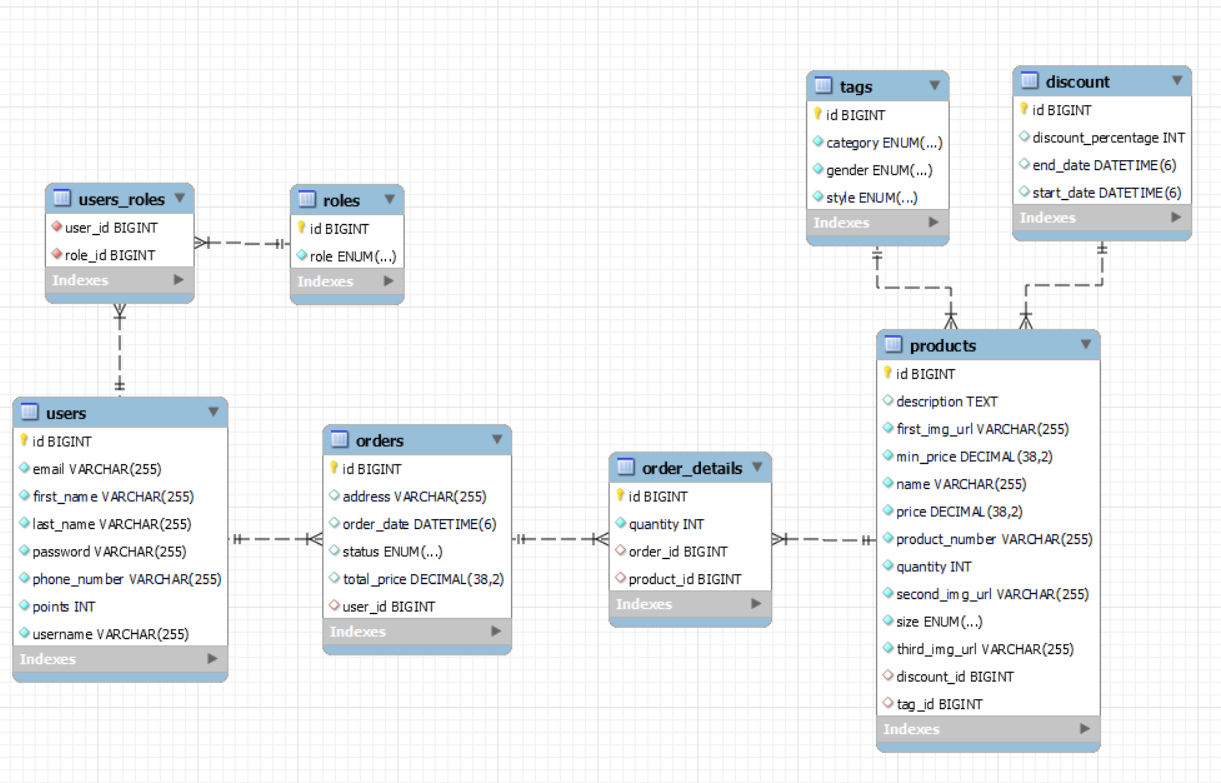 tags
id BIGINT
category ENUM(...)
gender ENUM(...)
style ENUM(...)
Indexes
discount
id BIGINT
discount_percentage INT
end_date DATETIME(6)
start_date DATETIME(6)
Indexes
users_roles
user_id BIGINT
role_id BIGINT
Indexes
roles
id BIGINT
role ENUM(...)
Indexes
users
id BIGINT
email VARCHAR(255)
first_name VARCHAR(255)
last_name VARCHAR(255)
password VARCHAR(255)
phone_number VARCHAR(255)
points INT
username VARCHAR(255)
Indexes
orders
id BIGINT
address VARCHAR(255)
order_date DATETIME(6)
status ENUM(...)
total_price DECIMAL(38,2)
user_id BIGINT
Indexes
order_details
id BIGINT
quantity INT
order_id BIGINT
product_id BIGINT
Indexes
products
id BIGINT
description TEXT
first_img_url VARCHAR(255)
min_price DECIMAL(38,2)
name VARCHAR(255)
price DECIMAL(38,2)
product_number VARCHAR(255)
quantity INT
second_img_url VARCHAR(255)
size ENUM(...)
third_img_url VARCHAR(255)
discount_id BIGINT
tag_id BIGINT
Indexes